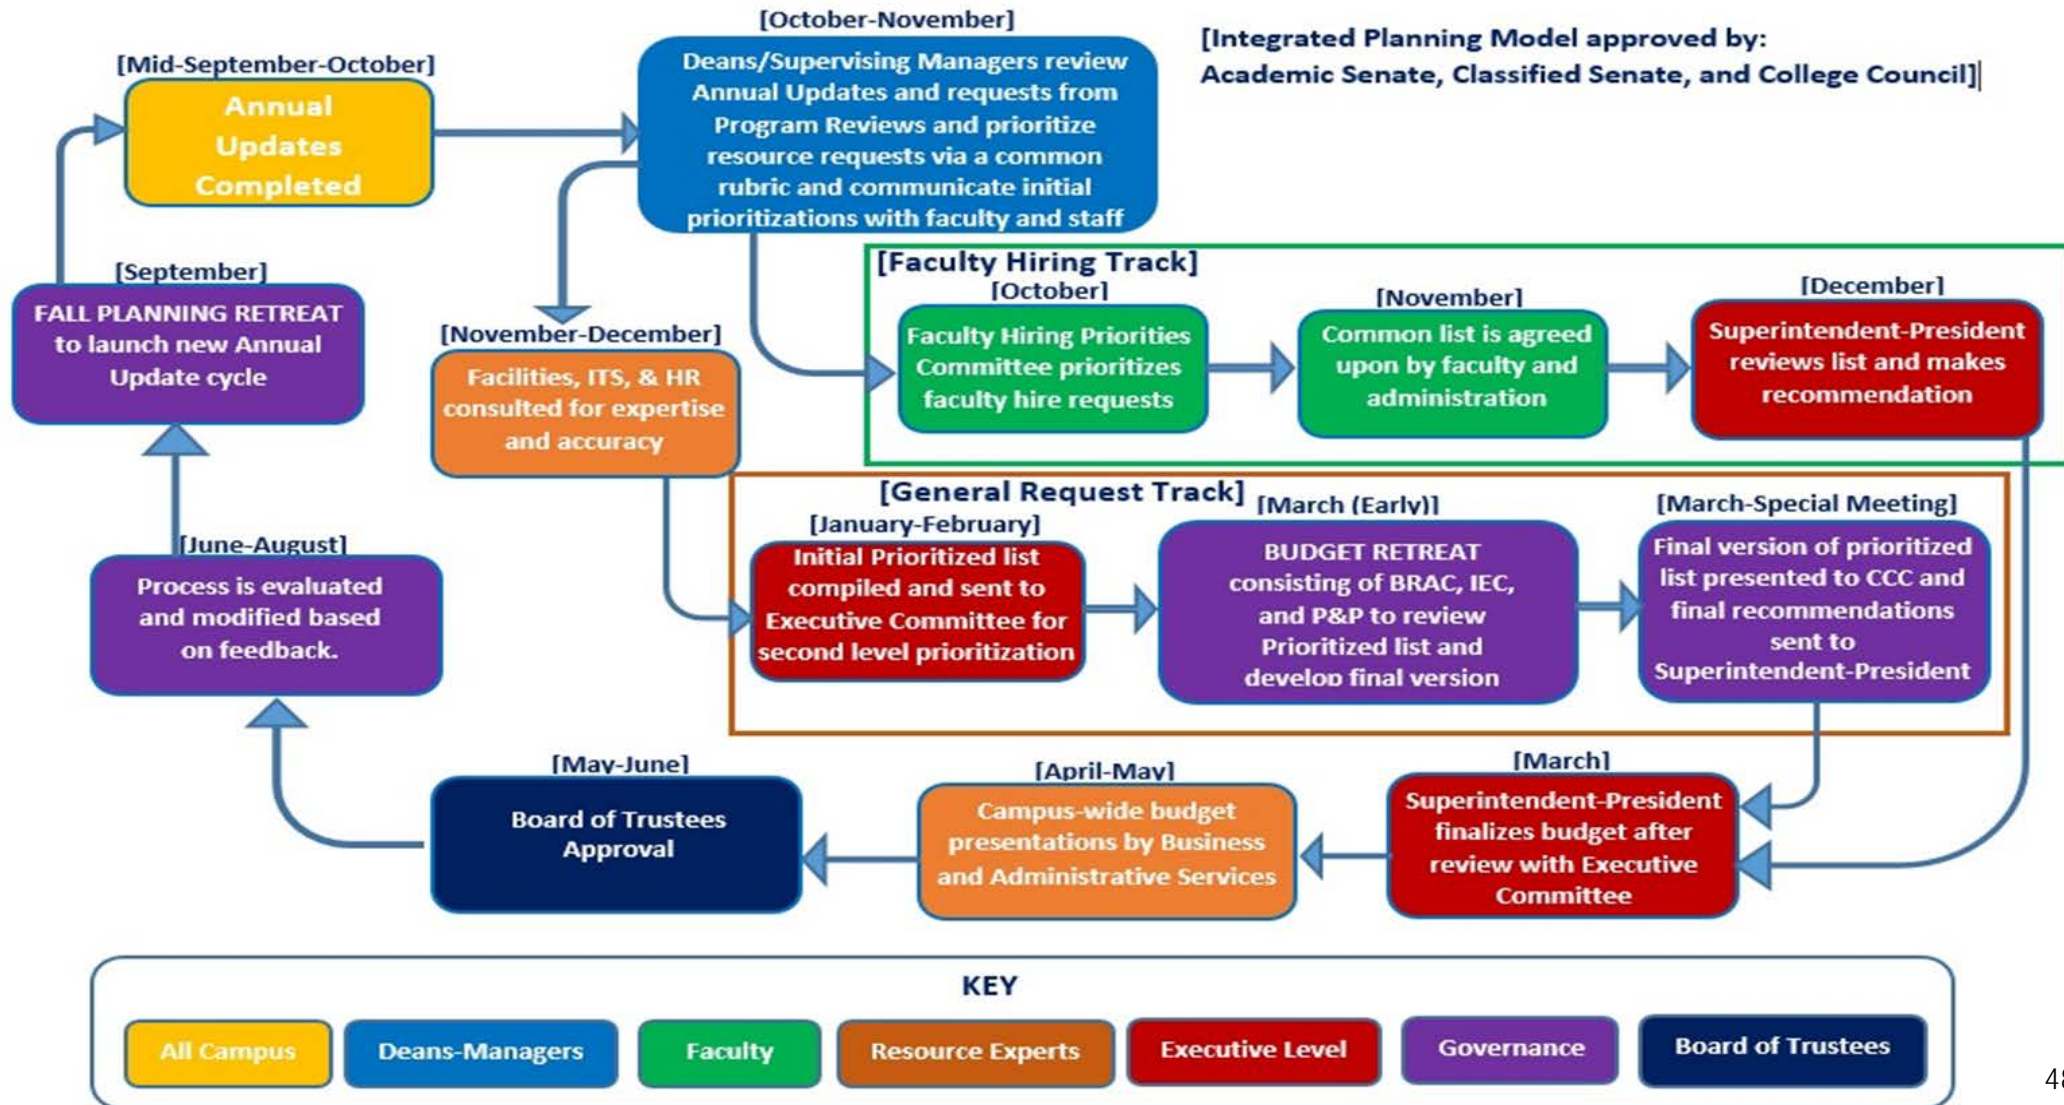 [October-November]
[Integrated Planning Model approved by:
Academic Senate, Classified Senate, and College Council]
[Mid-September-October]
Annual
Updates
Completed
Deans/Supervising Managers review
Annual Updates and requests from
Program Reviews and prioritize
resource requests via a common
rubric and communicate initial
prioritizations with faculty and staff
[September]
FALL PLANNING RETREAT
to launch new Annual
Update cycle
[Faculty Hiring Track]
[October]
Faculty Hiring Priorities
Committee prioritizes
faculty hire requests
[November]
Common list is agreed
upon by faculty and
administration
[December]
Superintendent-President
reviews list and makes
recommendation
[November-December]
Facilities, ITS, & HR
consulted for expertise
and accuracy
[General Request Track]
[January-February]
Initial Prioritized list
compiled and sent to
Executive Committee for
second level prioritization
[March (Early)]
BUDGET RETREAT
consisting of BRAC, IEC,
and P&P to review
Prioritized list and
develop final version
[March-Special Meeting]
Final version of prioritized
list presented to CCC and
final recommendations
sent to
Superintendent-President
[June-August]
Process is evaluated
and modified based
on feedback.
[May-June]
Board of Trustees
Approval
[April-May]
Campus-wide budget
presentations by Business
and Administrative Services
[March]
Superintendent-President
finalizes budget after
review with Executive
Committee
KEY
All Campus
Deans-Managers
Faculty
Resource Experts
Executive Level
Governance
Board of Trustees